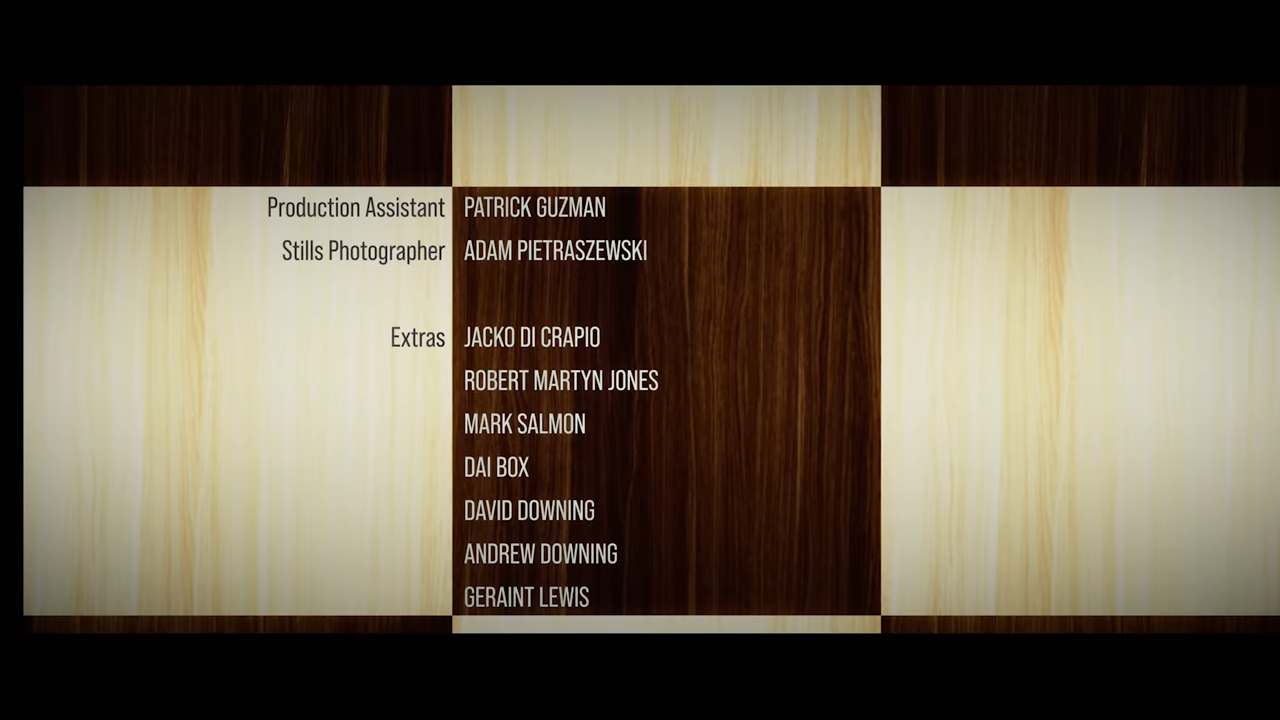 Production Assistant PATRICK GUZMAN
Stills Photographer ADAM PIETRASZEWSKI
Extras JACKO DI CRAPIO
ROBERT MARTYN JONES
MARK SALMON
DAI BOX
DAVID DOWNING
ANDREW DOWNING
GERAINT LEWIS